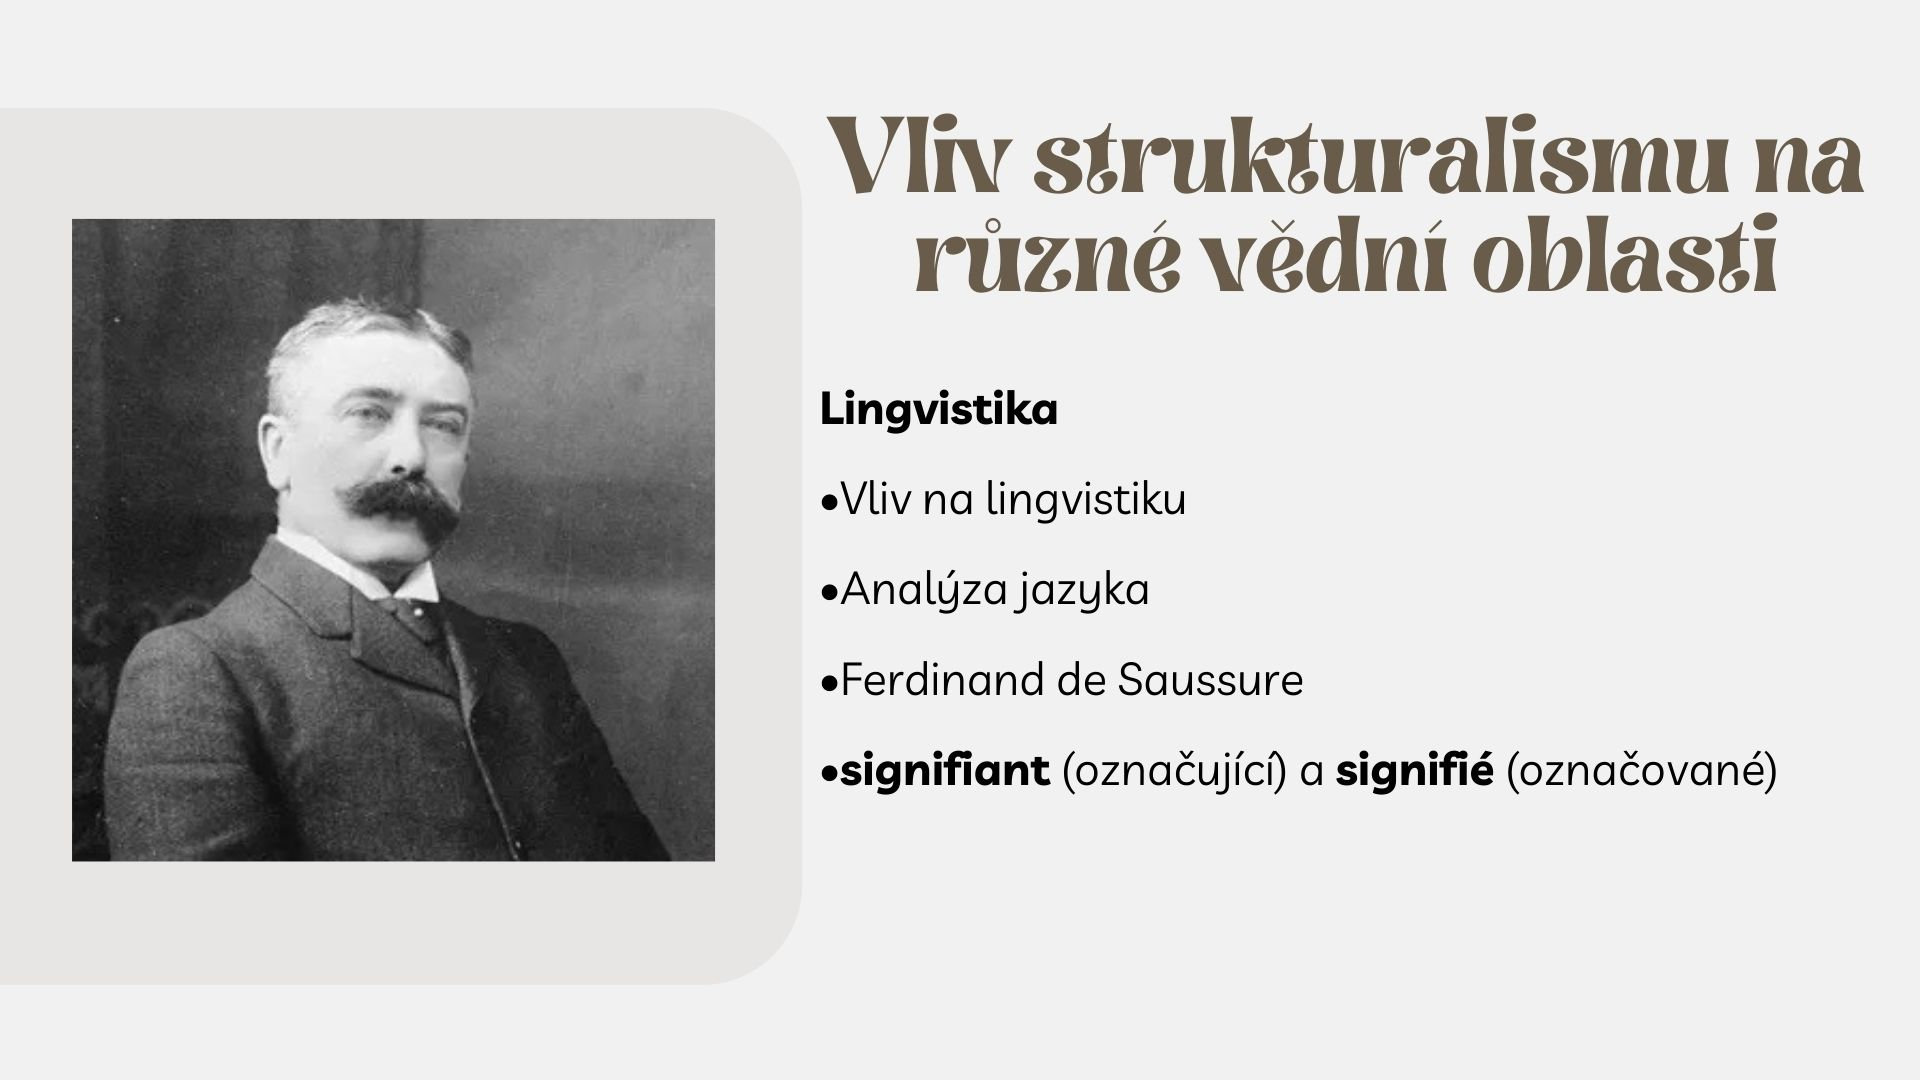 Vliv strukturalismu na
různé vědní oblasti
Lingvistika
•Vliv na lingvistiku
•Analýza jazyka
•Ferdinand de Saussure
•signifiant (označující) a signifié (označované)